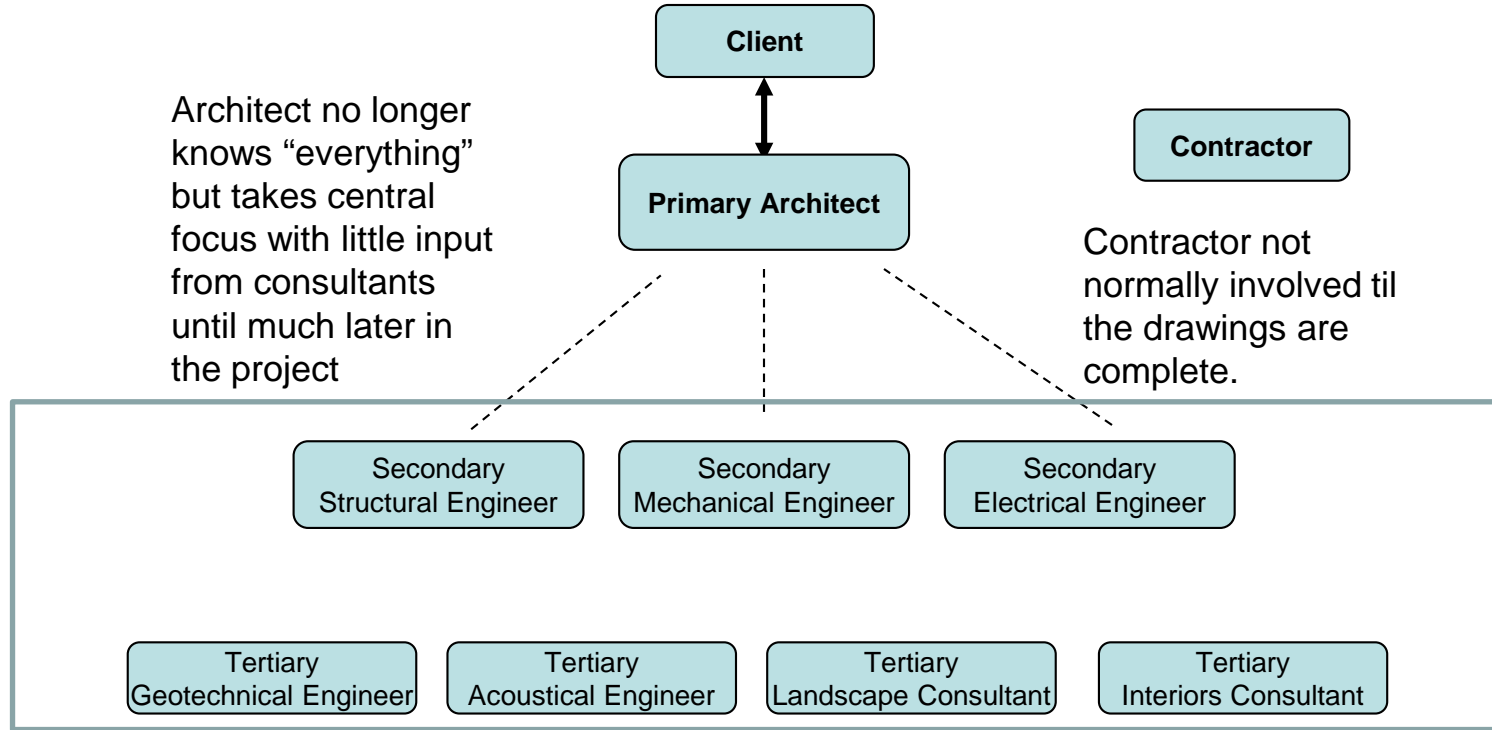 Client
Architect no longer
knows “everything”
but takes central
focus with little input
from consultants
until much later in
the project
Primary Architect
Contractor
Contractor not
normally involved til
the drawings are
complete.
Secondary
Structural Engineer
Secondary
Mechanical Engineer
Secondary
Electrical Engineer
Tertiary
Geotechnical Engineer
Tertiary
Acoustical Engineer
Tertiary
Landscape Consultant
Tertiary
Interiors Consultant